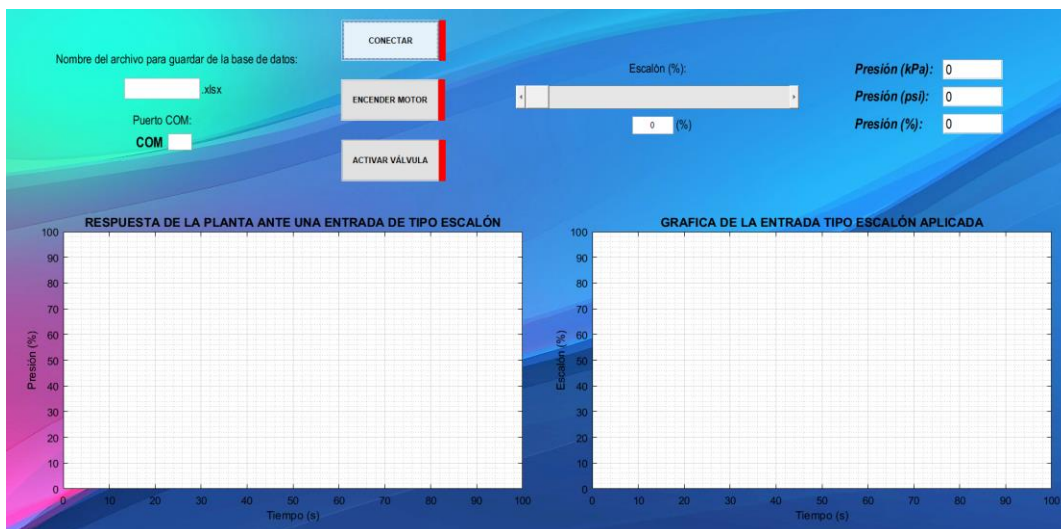 Nombre del archivo para guardar de la base de datos:
.xlsx
Puerto COM:
COM
CONECTAR
ENCENDER MOTOR
ACTIVAR VÁLVULA
Escalón (%):
0 (%)
Presión (kPa): 0
Presión (psi): 0
Presión (%): 0
RESPUESTA DE LA PLANTA ANTE UNA ENTRADA DE TIPO ESCALÓN
Presión (%)
100
90
80
70
60
50
40
30
20
10
0
0 10 20 30 40 50 60 70 80 90 100
Tiempo (s)
GRAFICA DE LA ENTRADA TIPO ESCALÓN APLICADA
Escalón (%)
100
90
80
70
60
50
40
30
20
10
0
0 10 20 30 40 50 60 70 80 90 100
Tiempo (s)